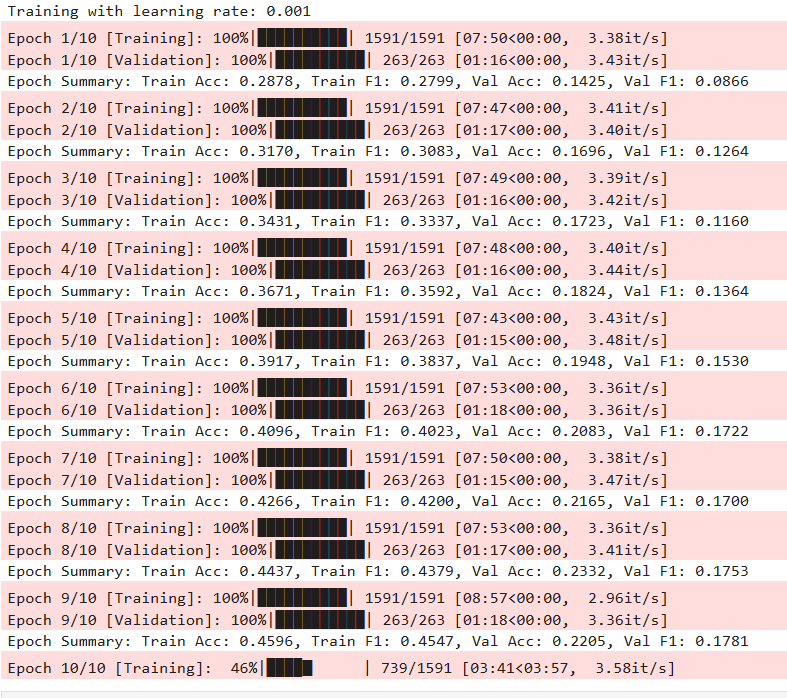 Training with learning rate: 0.001
Epoch 1/10 [Training]: 100%|██████████| 1591/1591 [07:50<00:00, 3.38it/s]
Epoch 1/10 [Validation]: 100%|██████████| 263/263 [01:16<00:00, 3.43it/s]
Epoch Summary: Train Acc: 0.2878, Train F1: 0.2799, Val Acc: 0.1425, Val F1: 0.0866
Epoch 2/10 [Training]: 100%|██████████| 1591/1591 [07:47<00:00, 3.41it/s]
Epoch 2/10 [Validation]: 100%|██████████| 263/263 [01:17<00:00, 3.40it/s]
Epoch Summary: Train Acc: 0.3170, Train F1: 0.3083, Val Acc: 0.1696, Val F1: 0.1264
Epoch 3/10 [Training]: 100%|██████████| 1591/1591 [07:49<00:00, 3.39it/s]
Epoch 3/10 [Validation]: 100%|██████████| 263/263 [01:16<00:00, 3.42it/s]
Epoch Summary: Train Acc: 0.3431, Train F1: 0.3337, Val Acc: 0.1723, Val F1: 0.1160
Epoch 4/10 [Training]: 100%|██████████| 1591/1591 [07:48<00:00, 3.40it/s]
Epoch 4/10 [Validation]: 100%|██████████| 263/263 [01:16<00:00, 3.44it/s]
Epoch Summary: Train Acc: 0.3671, Train F1: 0.3592, Val Acc: 0.1824, Val F1: 0.1364
Epoch 5/10 [Training]: 100%|██████████| 1591/1591 [07:43<00:00, 3.43it/s]
Epoch 5/10 [Validation]: 100%|██████████| 263/263 [01:15<00:00, 3.48it/s]
Epoch Summary: Train Acc: 0.3917, Train F1: 0.3837, Val Acc: 0.1948, Val F1: 0.1530
Epoch 6/10 [Training]: 100%|██████████| 1591/1591 [07:53<00:00, 3.36it/s]
Epoch 6/10 [Validation]: 100%|██████████| 263/263 [01:18<00:00, 3.36it/s]
Epoch Summary: Train Acc: 0.4096, Train F1: 0.4023, Val Acc: 0.2083, Val F1: 0.1722
Epoch 7/10 [Training]: 100%|██████████| 1591/1591 [07:50<00:00, 3.38it/s]
Epoch 7/10 [Validation]: 100%|██████████| 263/263 [01:15<00:00, 3.47it/s]
Epoch Summary: Train Acc: 0.4266, Train F1: 0.4200, Val Acc: 0.2165, Val F1: 0.1700
Epoch 8/10 [Training]: 100%|██████████| 1591/1591 [07:53<00:00, 3.36it/s]
Epoch 8/10 [Validation]: 100%|██████████| 263/263 [01:17<00:00, 3.41it/s]
Epoch Summary: Train Acc: 0.4437, Train F1: 0.4379, Val Acc: 0.2332, Val F1: 0.1753
Epoch 9/10 [Training]: 100%|██████████| 1591/1591 [08:57<00:00, 2.96it/s]
Epoch 9/10 [Validation]: 100%|██████████| 263/263 [01:18<00:00, 3.36it/s]
Epoch Summary: Train Acc: 0.4596, Train F1: 0.4547, Val Acc: 0.2205, Val F1: 0.1781
Epoch 10/10 [Training]: 46%|████▋     | 739/1591 [03:41<03:57, 3.58it/s]